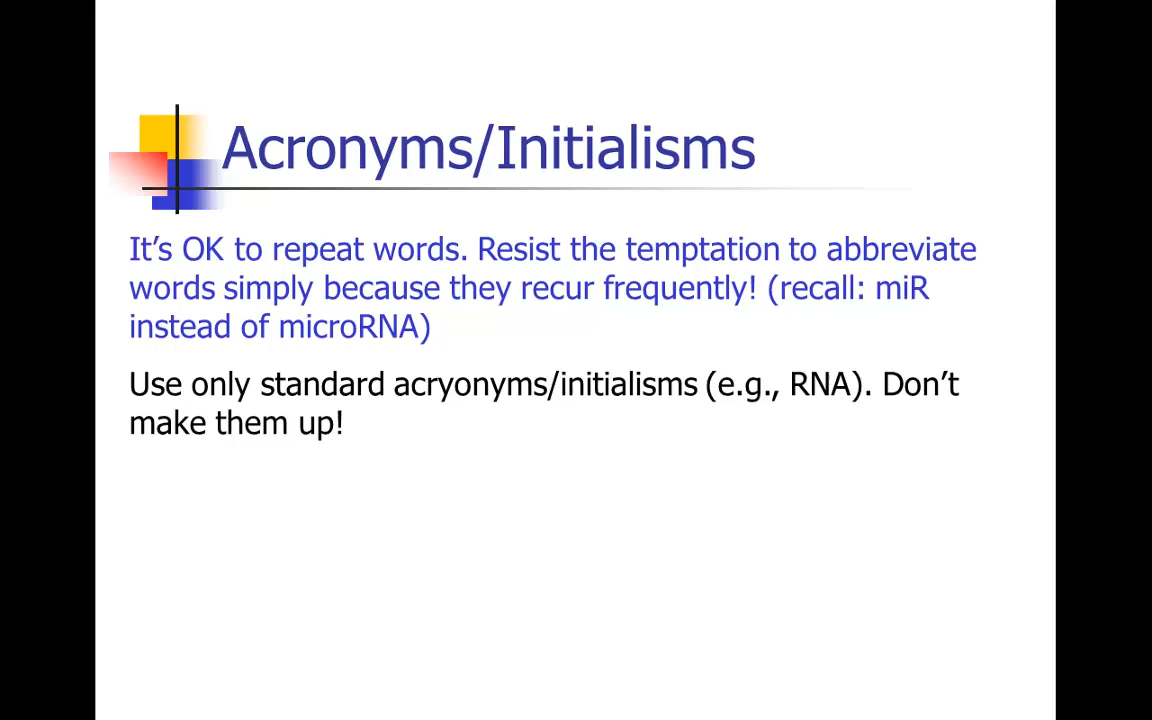 Acronyms/Initialisms
It’s OK to repeat words. Resist the temptation to abbreviate
words simply because they recur frequently! (recall: miR
instead of microRNA)
Use only standard acryonyms/initialisms (e.g., RNA). Don’t
make them up!